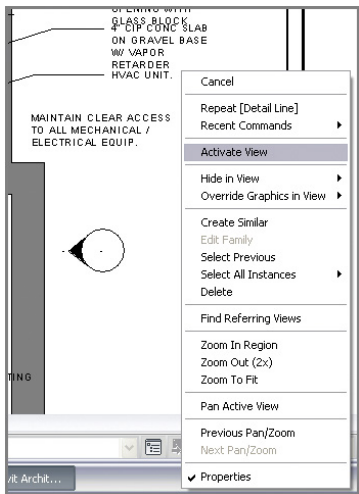 OPENING WITH
GLASS BLOCK
4" CIP CONC SLAB
ON GRAVEL BASE
W/ VAPOR
RETARDER
HVAC UNIT.
MAINTAIN CLEAR ACCESS
TO ALL MECHANICAL /
ELECTRICAL EQUIP.
TING
Cancel
Repeat [Detail Line]
Recent Commands
Activate View
Hide in View
Override Graphics in View
Create Similar
Edit Family
Select Previous
Select All Instances
Delete
Find Referring Views
Zoom In Region
Zoom Out (2x)
Zoom To Fit
Pan Active View
Previous Pan/Zoom
Next Pan/Zoom
Properties
vit Archit...